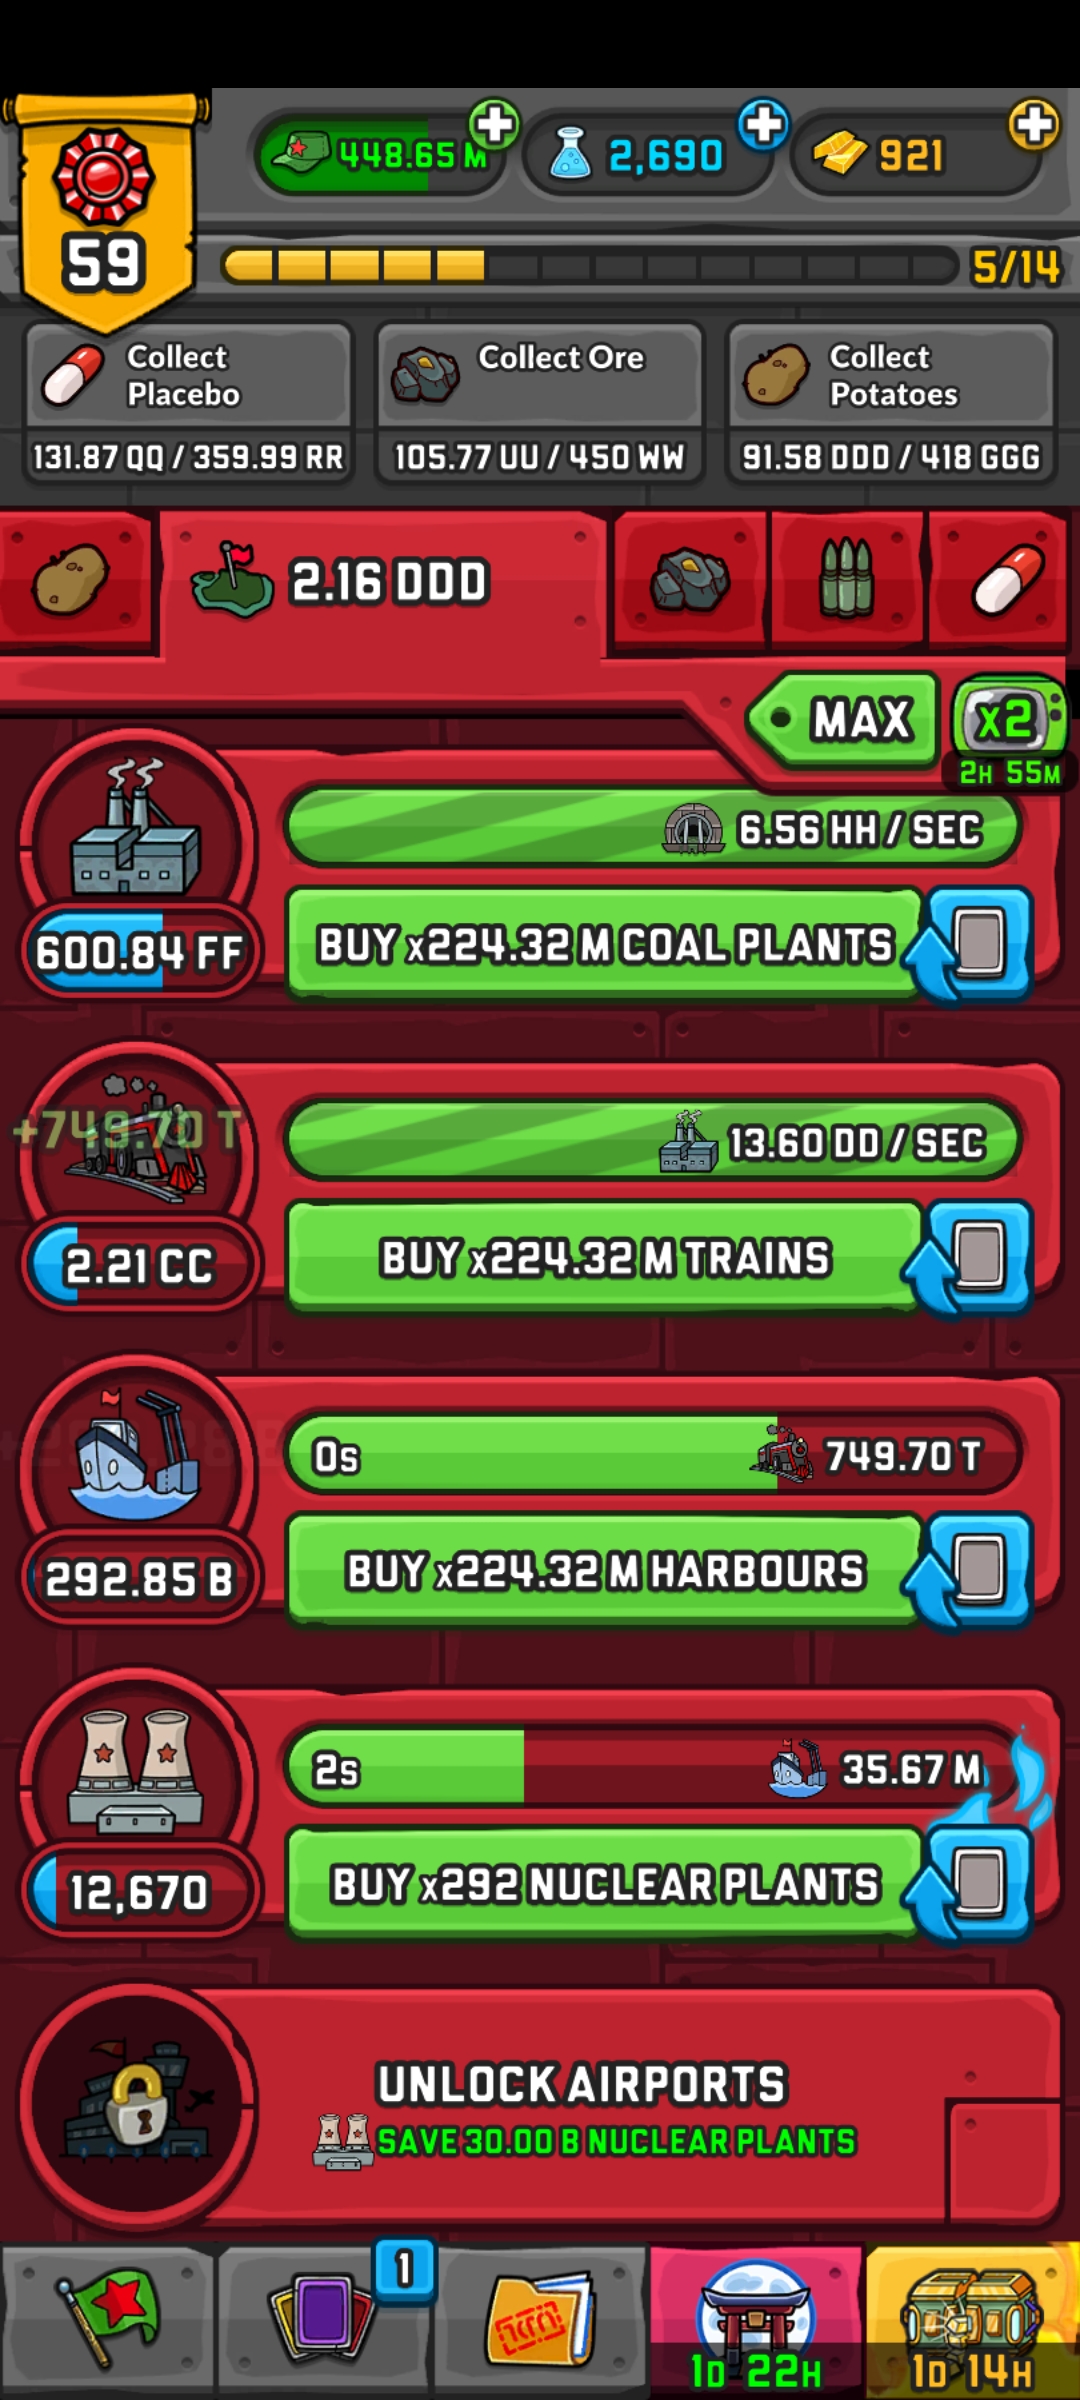 448.65 M
2,690
921
59
5/14
Collect
Placebo
131.87 QQ / 359.99 RR
Collect Ore
105.77 UU / 450 WW
Collect
Potatoes
91.58 DDD / 418 GGG
2.16 DDD
MAX
x2
2H 55M
6.56 HH / SEC
600.84 FF
BUY x224.32 M COAL PLANTS
+749.70 T
13.60 DD / SEC
2.21 CC
BUY x224.32 M TRAINS
0s
749.70 T
292.85 B
BUY x224.32 M HARBOURS
2s
35.67 M
12,670
BUY x292 NUCLEAR PLANTS
UNLOCK AIRPORTS
SAVE 30.00 B NUCLEAR PLANTS
1
1D 22H
1D 14H